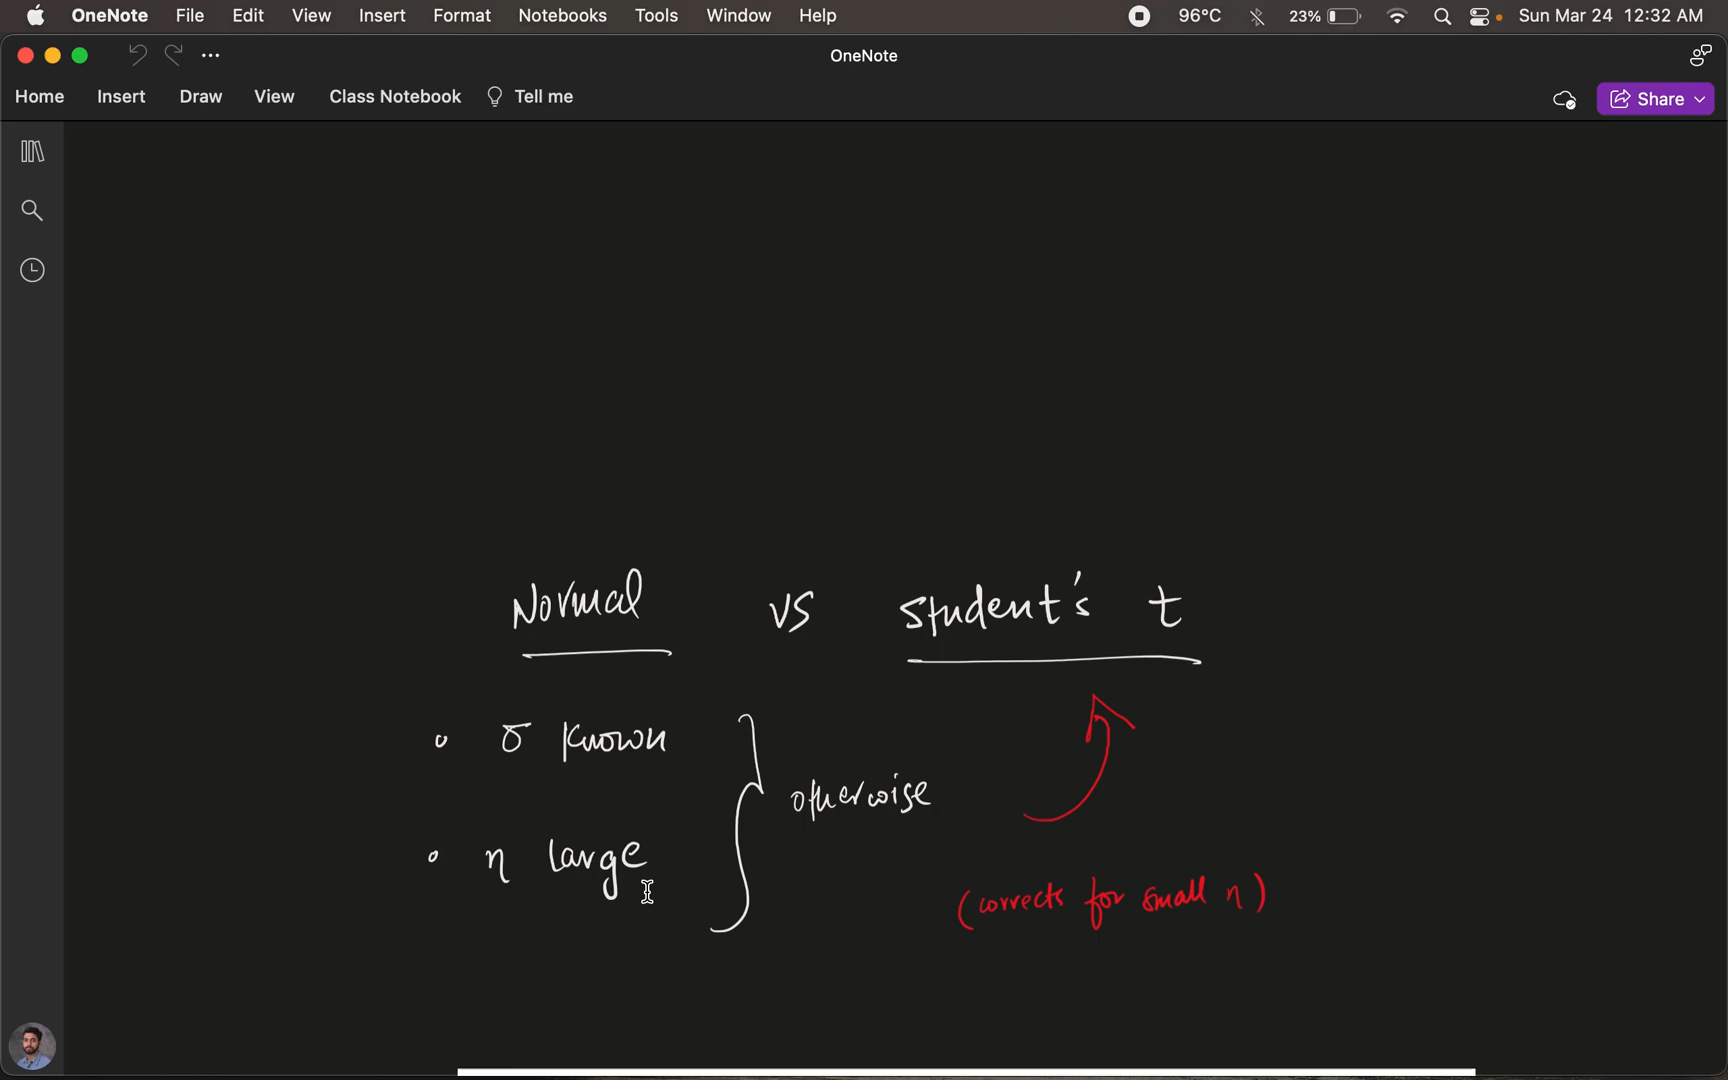 OneNote File Edit View Insert Format Notebooks Tools Window Help 96°C 23% Sun Mar 24 12:32 AM
OneNote
Home Insert Draw View Class Notebook Tell me Share
Normal vs Student's t
• σ known
otherwise
• n large
(corrects for small n)